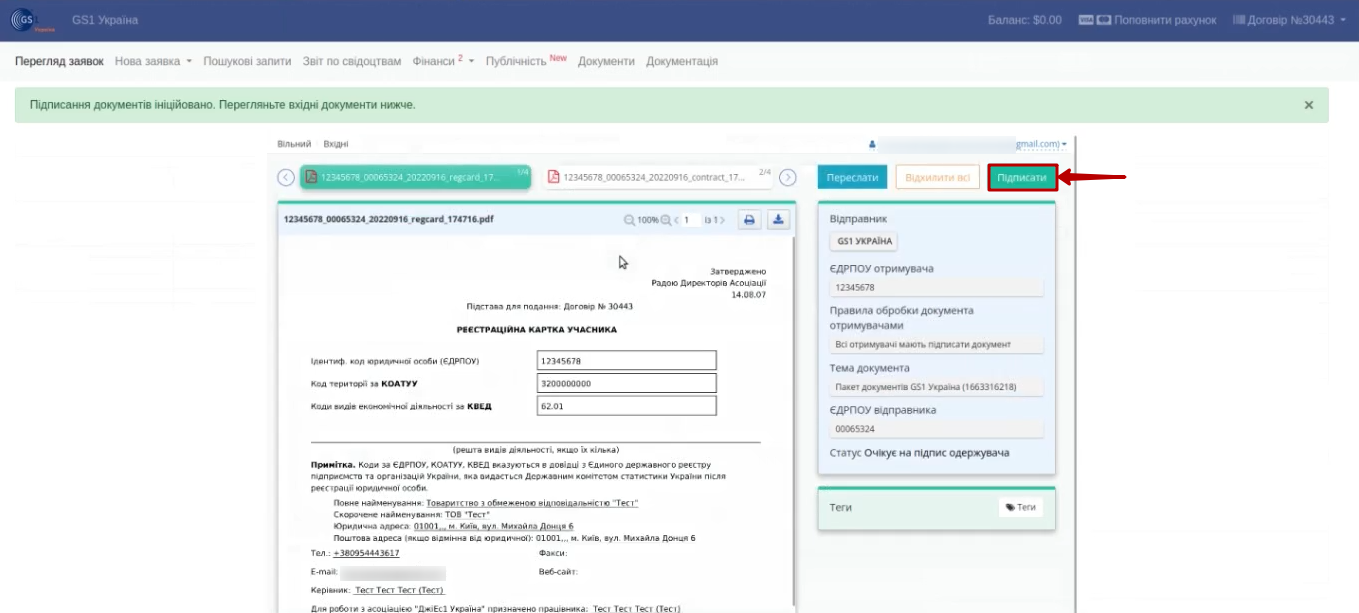 GS1 Україна
Баланс: $0.00 VISA Поповнити рахунок Договір №30443
Перегляд заявок Нова заявка Пошукові запити Звіт по свідоцтвам Фінанси 2 Публічність New Документи Документація
Підписання документів ініційовано. Перегляньте вхідні документи нижче. ×
Вільний Вхідні gmail.com)
12345678_00065324_20220916_regcard_17... 1/4
12345678_00065324_20220916_contract_17... 2/4
Переслати Відхилити всі Підписати
12345678_00065324_20220916_regcard_174716.pdf 100% < 1 із 1 >
Затверджено
Радою Директорів Асоціації
14.08.07
Підстава для подання: Договір № 30443
РЕЄСТРАЦІЙНА КАРТКА УЧАСНИКА
Ідентиф. код юридичної особи (ЄДРПОУ) 12345678
Код території за КОАТУУ 3200000000
Коди видів економічної діяльності за КВЕД 62.01
(решта видів діяльності, якщо їх кілька)
Примітка. Коди за ЄДРПОУ, КОАТУУ, КВЕД вказуються в довідці з Єдиного державного реєстру
підприємств та організацій України, яка видається Державним комітетом статистики України після
реєстрації юридичної особи.
Повне найменування: Товариство з обмеженою відповідальністю "Тест"
Скорочене найменування: ТОВ "Тест"
Юридична адреса: 01001,,, м. Київ, вул. Михайла Донця 6
Поштова адреса (якщо відмінна від юридичної): 01001,,, м. Київ, вул. Михайла Донця 6
Тел.: +380954443617 Факси:
E-mail: Веб-сайт:
Керівник: Тест Тест Тест (Тест)
Для роботи з асоціацією "ДжіЕс1 Україна" призначено працівника: Тест Тест Тест (Тест)
Відправник
GS1 УКРАЇНА
ЄДРПОУ отримувача
12345678
Правила обробки документа
отримувачами
Всі отримувачі мають підписати документ
Тема документа
Пакет документів GS1 Україна (1663316218)
ЄДРПОУ відправника
00065324
Статус Очікує на підпис одержувача
Теги Теги